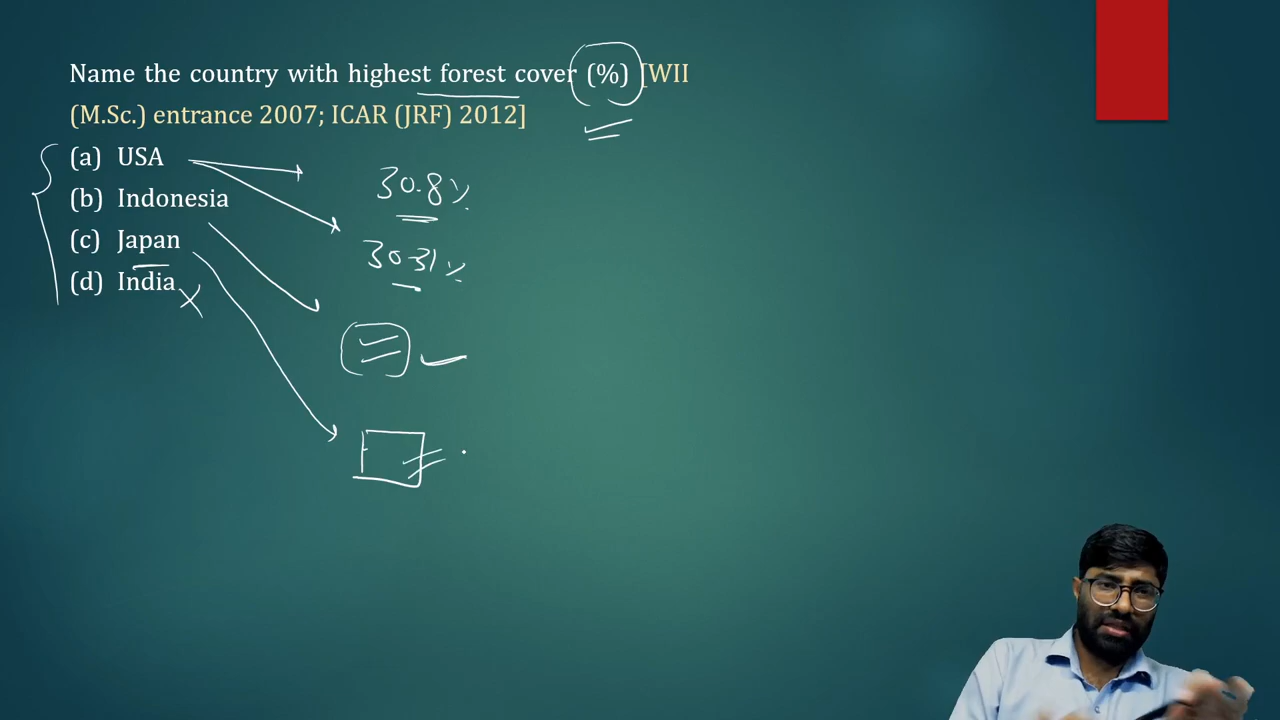 Name the country with highest forest cover (%) [WII
(M.Sc.) entrance 2007; ICAR (JRF) 2012]
(a) USA
(b) Indonesia
(c) Japan
(d) India
30.8%
30.31%